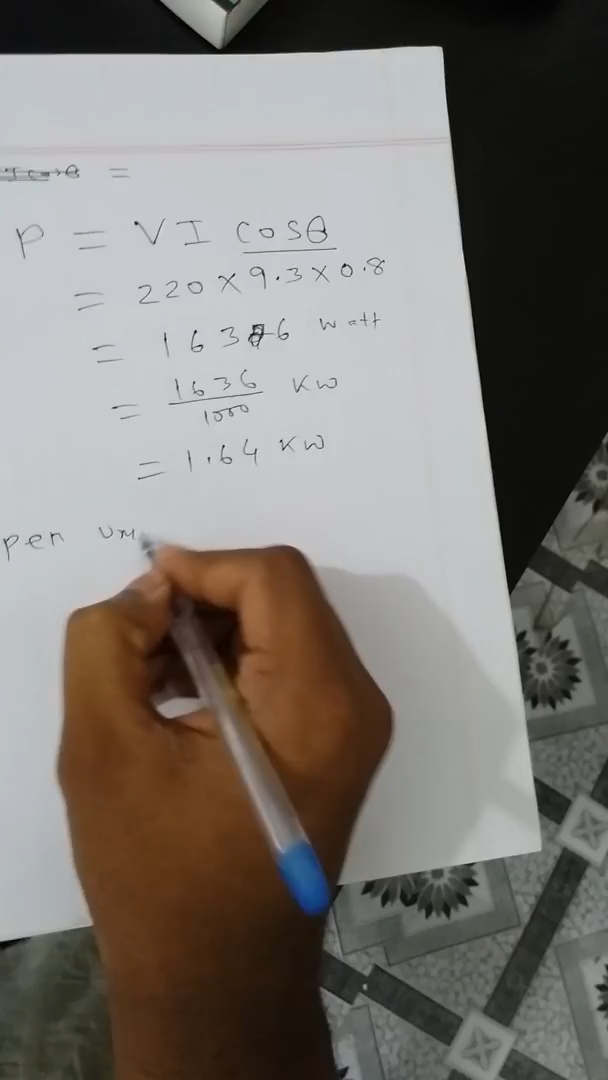 =
P = VI cosθ
= 220 × 9.3 × 0.8
= 1636 watt
= 1636/1000 Kw
= 1.64 Kw
per